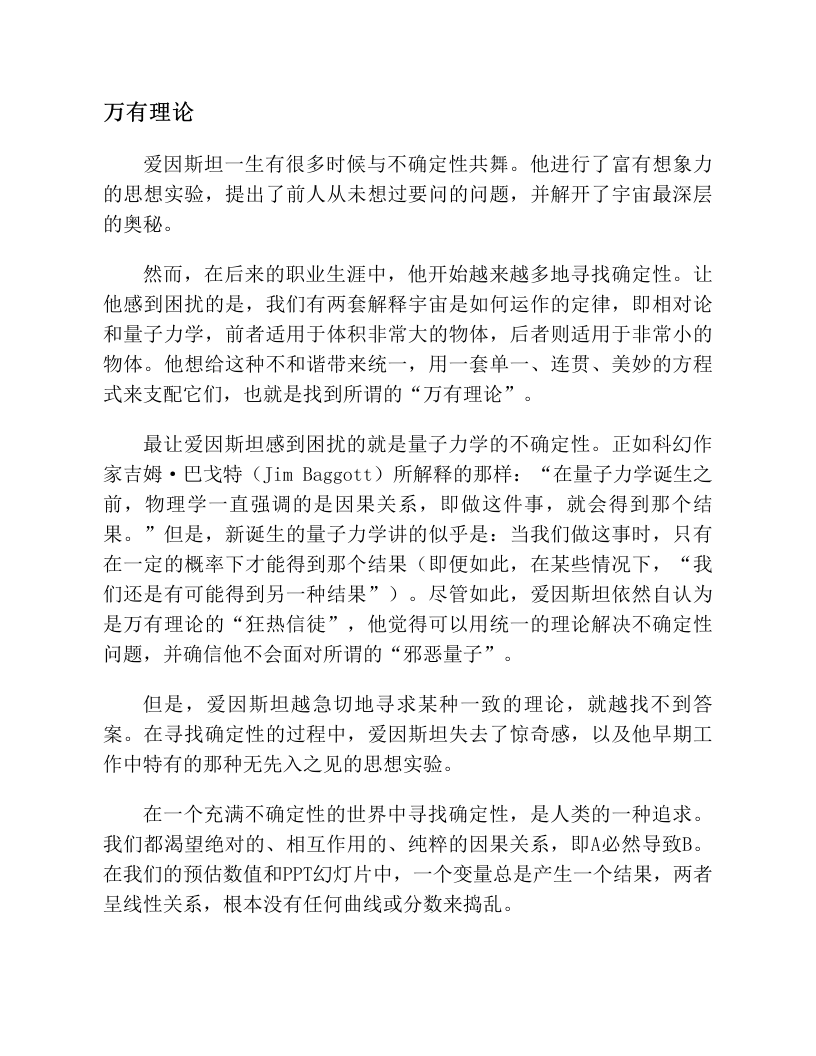 万有理论
爱因斯坦一生有很多时候与不确定性共舞。他进行了富有想象力
的思想实验，提出了前人从未想过要问的问题，并解开了宇宙最深层
的奥秘。
然而，在后来的职业生涯中，他开始越来越多地寻找确定性。让
他感到困扰的是，我们有两套解释宇宙是如何运作的定律，即相对论
和量子力学，前者适用于体积非常大的物体，后者则适用于非常小的
物体。他想给这种不和谐带来统一，用一套单一、连贯、美妙的方程
式来支配它们，也就是找到所谓的“万有理论”。
最让爱因斯坦感到困扰的就是量子力学的不确定性。正如科幻作
家吉姆·巴戈特（Jim Baggott）所解释的那样：“在量子力学诞生之
前，物理学一直强调的是因果关系，即做这件事，就会得到那个结
果。”但是，新诞生的量子力学讲的似乎是：当我们做这事时，只有
在一定的概率下才能得到那个结果（即便如此，在某些情况下，“我
们还是有可能得到另一种结果”）。尽管如此，爱因斯坦依然自认为
是万有理论的“狂热信徒”，他觉得可以用统一的理论解决不确定性
问题，并确信他不会面对所谓的“邪恶量子”。
但是，爱因斯坦越急切地寻求某种一致的理论，就越找不到答
案。在寻找确定性的过程中，爱因斯坦失去了惊奇感，以及他早期工
作中特有的那种无先入之见的思想实验。
在一个充满不确定性的世界中寻找确定性，是人类的一种追求。
我们都渴望绝对的、相互作用的、纯粹的因果关系，即A必然导致B。
在我们的预估数值和PPT幻灯片中，一个变量总是产生一个结果，两者
呈线性关系，根本没有任何曲线或分数来捣乱。